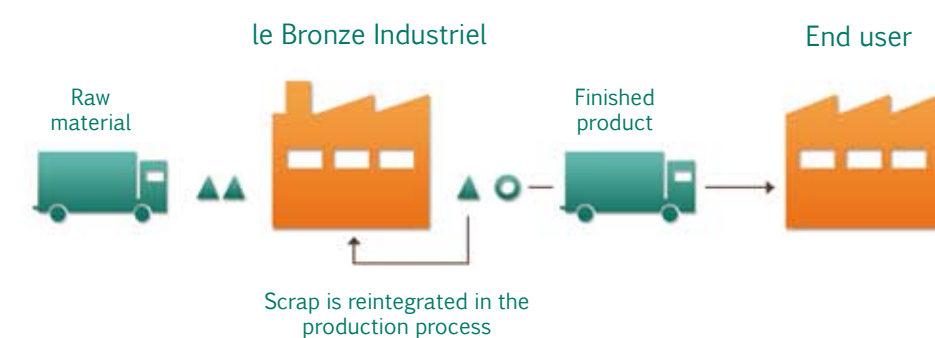 le Bronze Industriel
End user
Raw
material
Finished
product
Scrap is reintegrated in the
production process